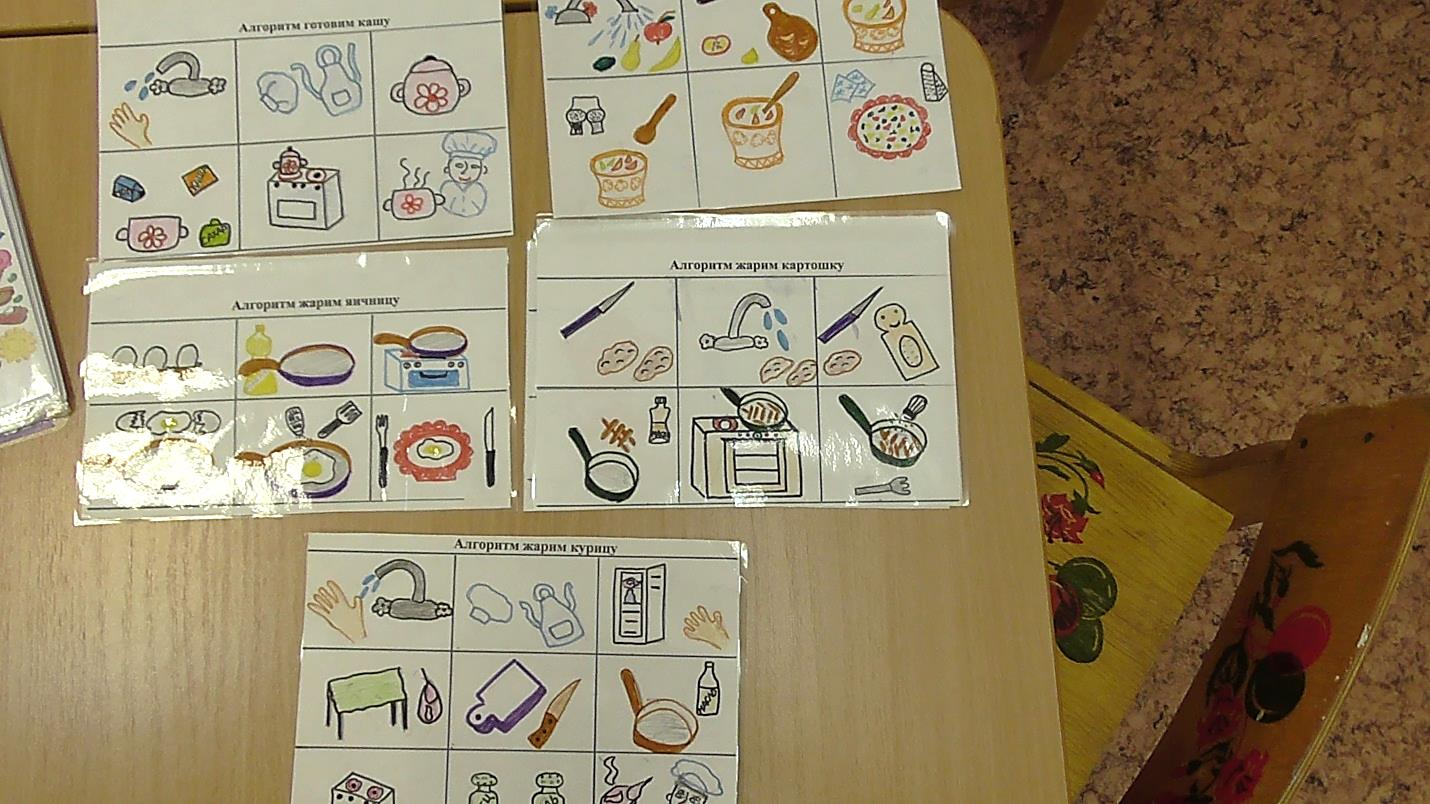 Алгоритм готовим кашу
Алгоритм жарим яичницу
Алгоритм жарим картошку
Алгоритм жарим курицу